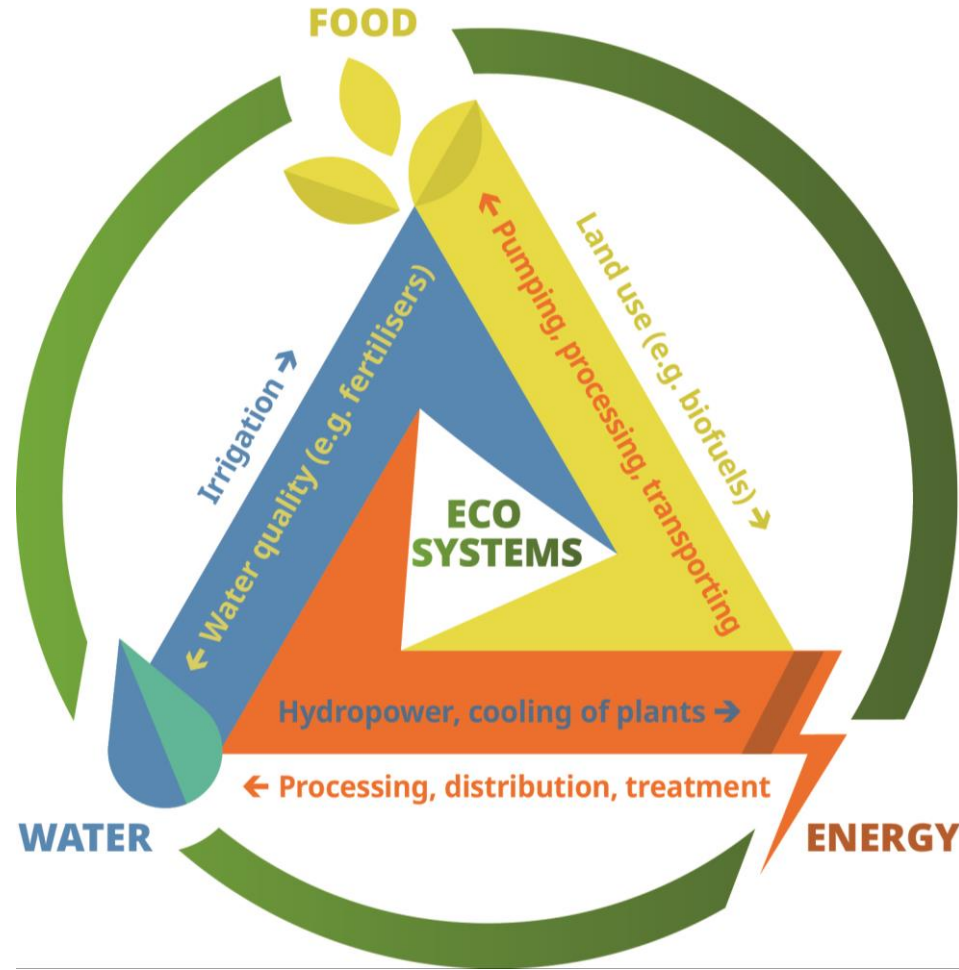 FOOD
Irrigation →
← Water quality (e.g. fertilisers)
← Pumping, processing, transporting
Land use (e.g. biofuels) →
ECO
SYSTEMS
Hydropower, cooling of plants →
← Processing, distribution, treatment
WATER
ENERGY